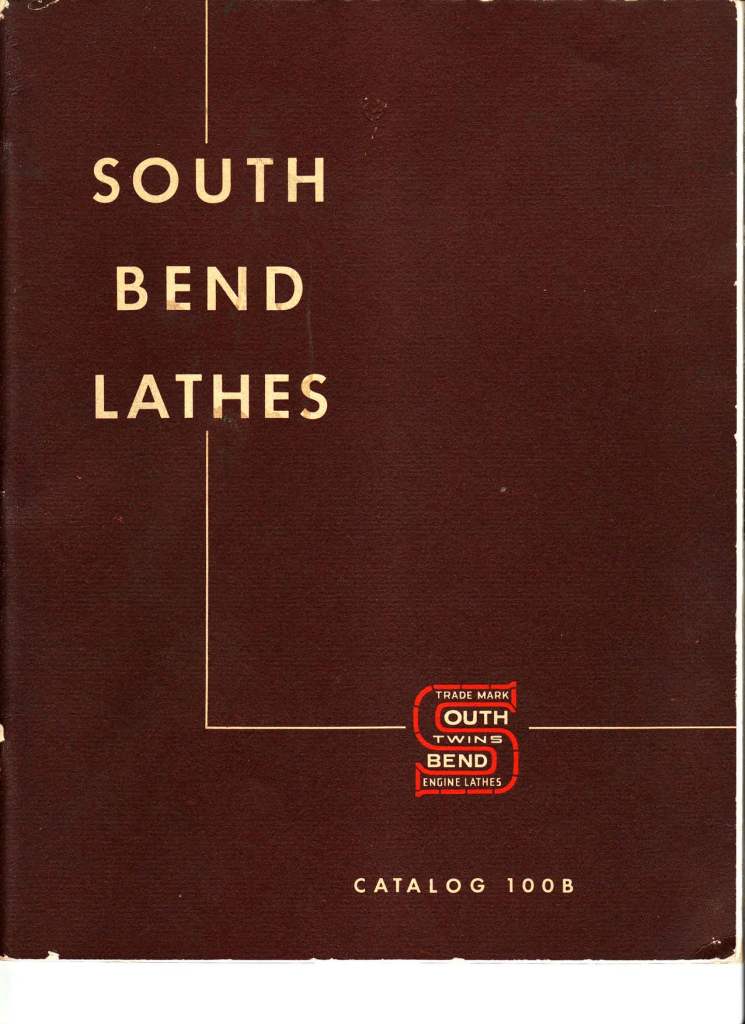 SOUTH
BEND
LATHES
TRADE MARK
OUTH
TWINS
BEND
ENGINE LATHES
CATALOG 100B